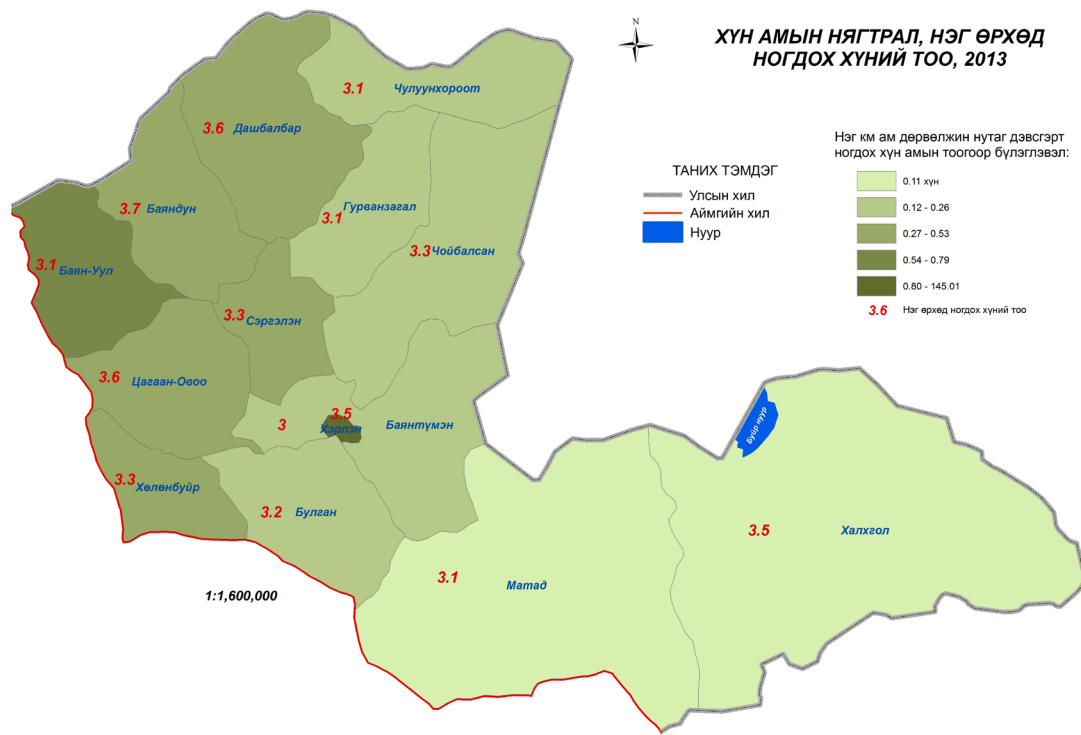 N
ХҮН АМЫН НЯГТРАЛ, НЭГ ӨРХӨД
НОГДОХ ХҮНИЙ ТОО, 2013
Нэг км ам дөрвөлжин нутаг дэвсгэрт
ногдох хүн амын тоогоор бүлэглэвэл:
0.11 хүн
0.12 - 0.26
0.27 - 0.53
0.54 - 0.79
0.80 - 145.01
3.6 Нэг өрхөд ногдох хүний тоо
ТАНИХ ТЭМДЭГ
Улсын хил
Аймгийн хил
Нуур
3.1 Чулуунхороот
3.6 Дашбалбар
3.7 Баяндун
3.1 Гурванзагал
3.3 Чойбалсан
3.1 Баян-Уул
3.3 Сэргэлэн
3.6 Цагаан-Овоо
3.5
Хэрлэн
3 Баянтүмэн
3.3 Хөлөнбуйр
3.2 Булган
Буйр нуур
3.5 Халхгол
3.1 Матад
1:1,600,000